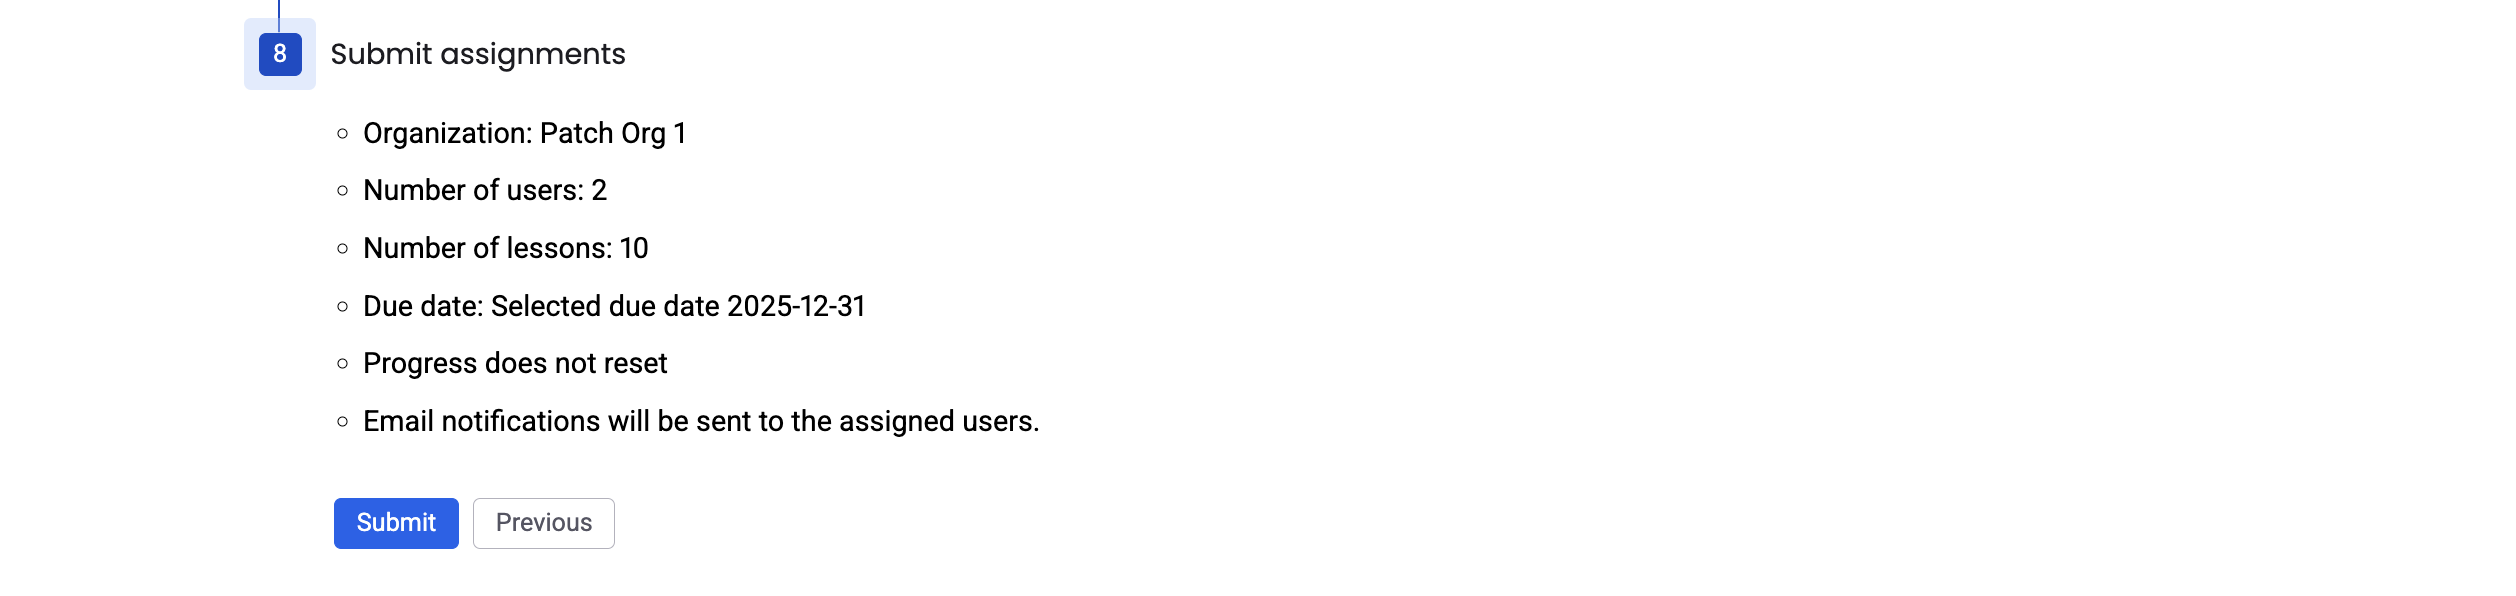 8
Submit assignments
Organization: Patch Org 1
Number of users: 2
Number of lessons: 10
Due date: Selected due date 2025-12-31
Progress does not reset
Email notifications will be sent to the assigned users.
Submit Previous